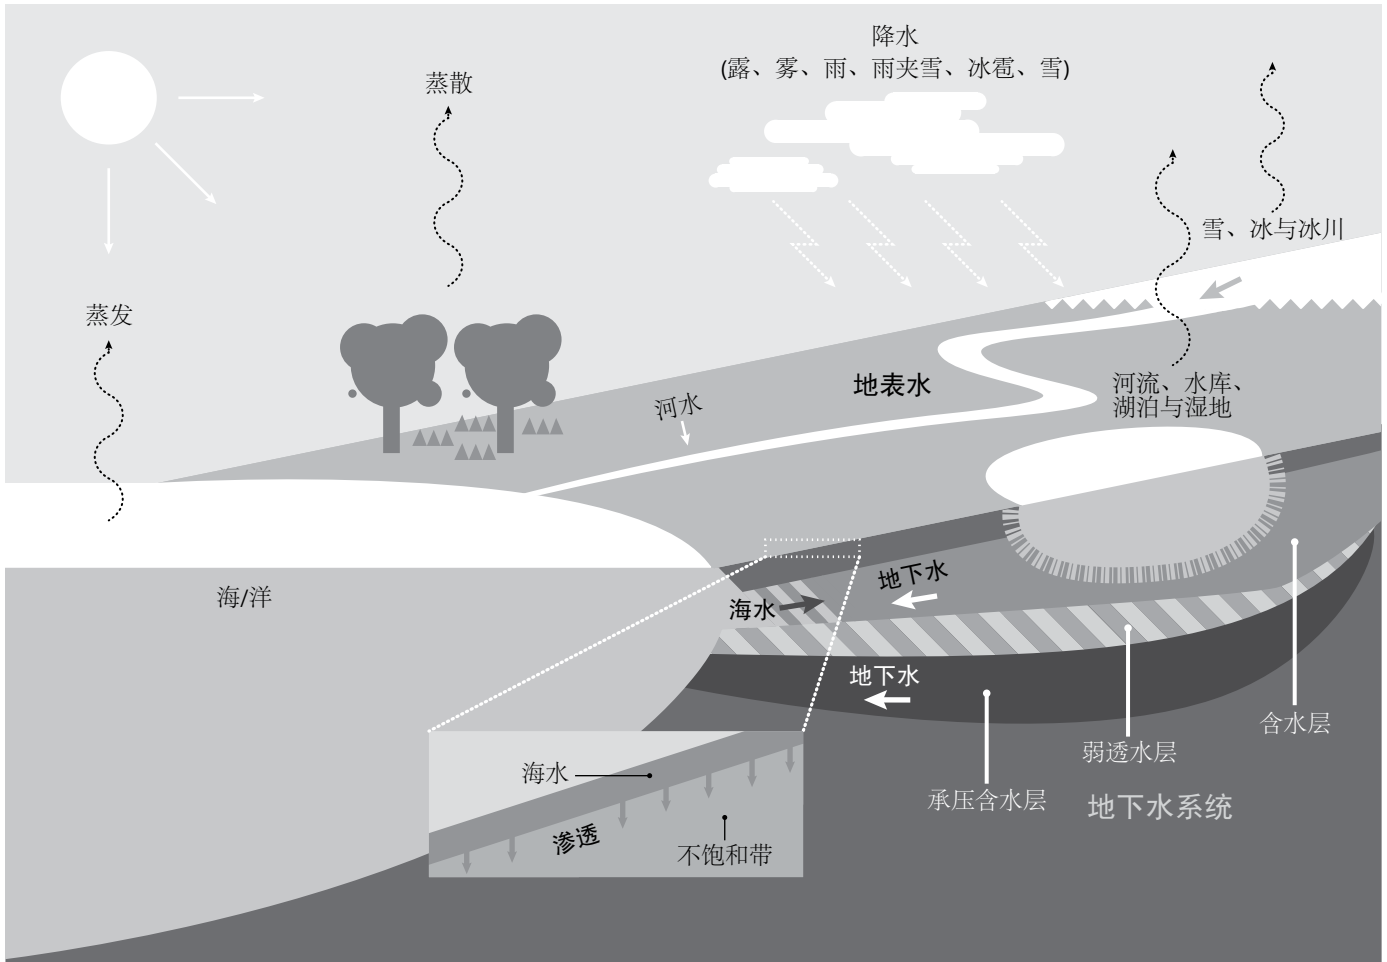 降水
(露、雾、雨、雨夹雪、冰雹、雪)
蒸散
雪、冰与冰川
蒸发
地表水
河流、水库、
湖泊与湿地
河水
海/洋
地下水
海水
地下水
含水层
弱透水层
承压含水层
地下水系统
海水
渗透
不饱和带